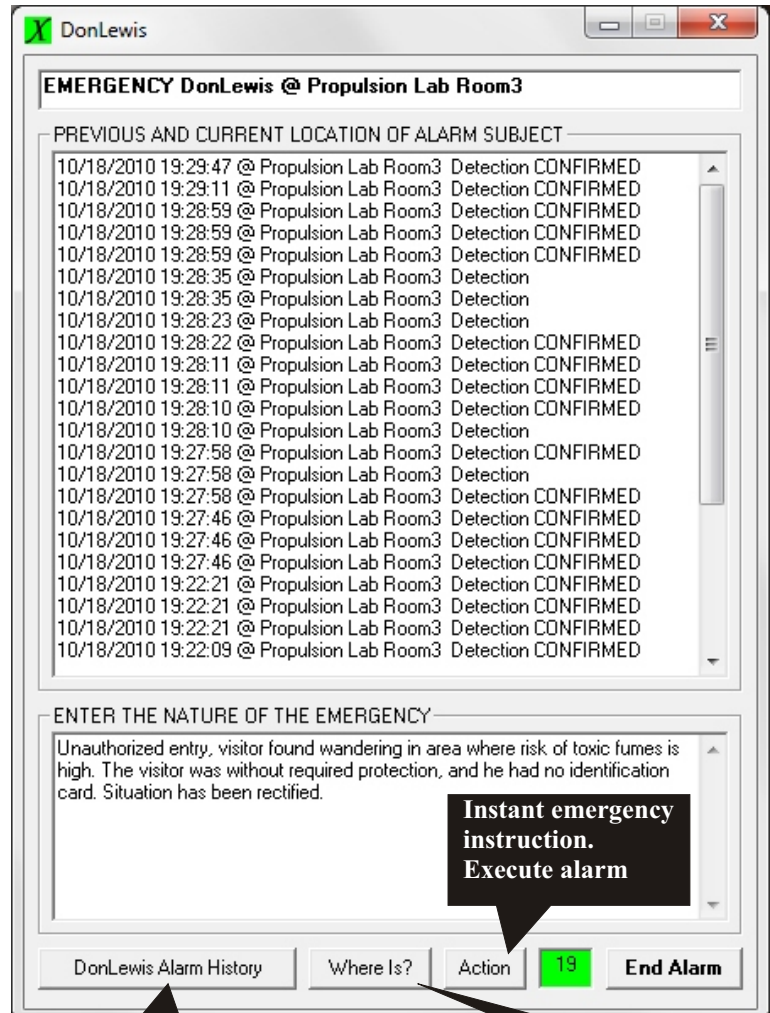 DonLewis
EMERGENCY DonLewis @ Propulsion Lab Room3
PREVIOUS AND CURRENT LOCATION OF ALARM SUBJECT
10/18/2010 19:29:47 @ Propulsion Lab Room3 Detection CONFIRMED
10/18/2010 19:29:11 @ Propulsion Lab Room3 Detection CONFIRMED
10/18/2010 19:28:59 @ Propulsion Lab Room3 Detection CONFIRMED
10/18/2010 19:28:59 @ Propulsion Lab Room3 Detection CONFIRMED
10/18/2010 19:28:59 @ Propulsion Lab Room3 Detection CONFIRMED
10/18/2010 19:28:35 @ Propulsion Lab Room3 Detection
10/18/2010 19:28:35 @ Propulsion Lab Room3 Detection
10/18/2010 19:28:23 @ Propulsion Lab Room3 Detection
10/18/2010 19:28:22 @ Propulsion Lab Room3 Detection CONFIRMED
10/18/2010 19:28:11 @ Propulsion Lab Room3 Detection CONFIRMED
10/18/2010 19:28:11 @ Propulsion Lab Room3 Detection CONFIRMED
10/18/2010 19:28:10 @ Propulsion Lab Room3 Detection CONFIRMED
10/18/2010 19:28:10 @ Propulsion Lab Room3 Detection
10/18/2010 19:27:58 @ Propulsion Lab Room3 Detection CONFIRMED
10/18/2010 19:27:58 @ Propulsion Lab Room3 Detection
10/18/2010 19:27:58 @ Propulsion Lab Room3 Detection CONFIRMED
10/18/2010 19:27:46 @ Propulsion Lab Room3 Detection CONFIRMED
10/18/2010 19:27:46 @ Propulsion Lab Room3 Detection CONFIRMED
10/18/2010 19:27:46 @ Propulsion Lab Room3 Detection CONFIRMED
10/18/2010 19:22:21 @ Propulsion Lab Room3 Detection CONFIRMED
10/18/2010 19:22:21 @ Propulsion Lab Room3 Detection CONFIRMED
10/18/2010 19:22:21 @ Propulsion Lab Room3 Detection CONFIRMED
10/18/2010 19:22:09 @ Propulsion Lab Room3 Detection CONFIRMED
ENTER THE NATURE OF THE EMERGENCY
Unauthorized entry, visitor found wandering in area where risk of toxic fumes is
high. The visitor was without required protection, and he had no identification
card. Situation has been rectified.
Instant emergency
instruction.
Execute alarm
DonLewis Alarm History Where Is? Action 19 End Alarm